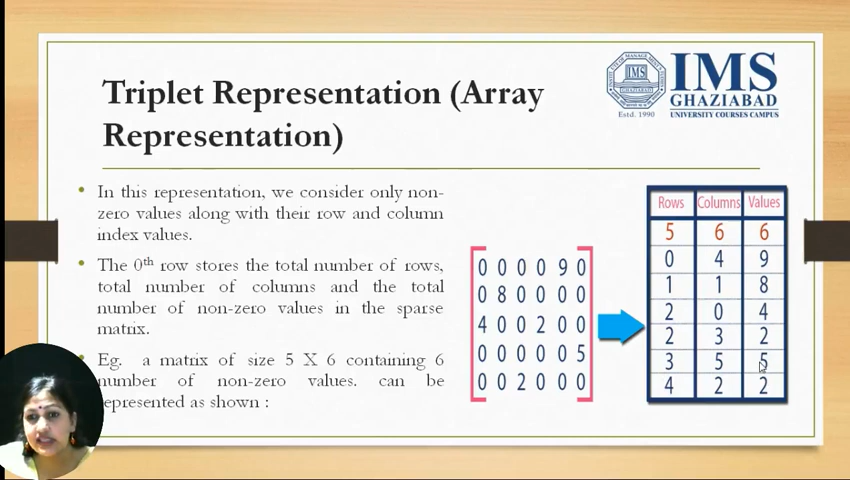 Triplet Representation (Array
Representation)
IMS
GHAZIABAD
UNIVERSITY COURSES CAMPUS
IMS
Estd. 1990
In this representation, we consider only non-
zero values along with their row and column
index values.
The 0th row stores the total number of rows,
total number of columns and the total
number of non-zero values in the sparse
matrix.
Eg. a matrix of size 5 X 6 containing 6
number of non-zero values. can be
epresented as shown :
0 0 0 0 9 0
0 8 0 0 0 0
4 0 0 2 0 0
0 0 0 0 0 5
0 0 2 0 0 0
Rows Columns Values
5 6 6
0 4 9
1 1 8
2 0 4
2 3 2
3 5 5
4 2 2